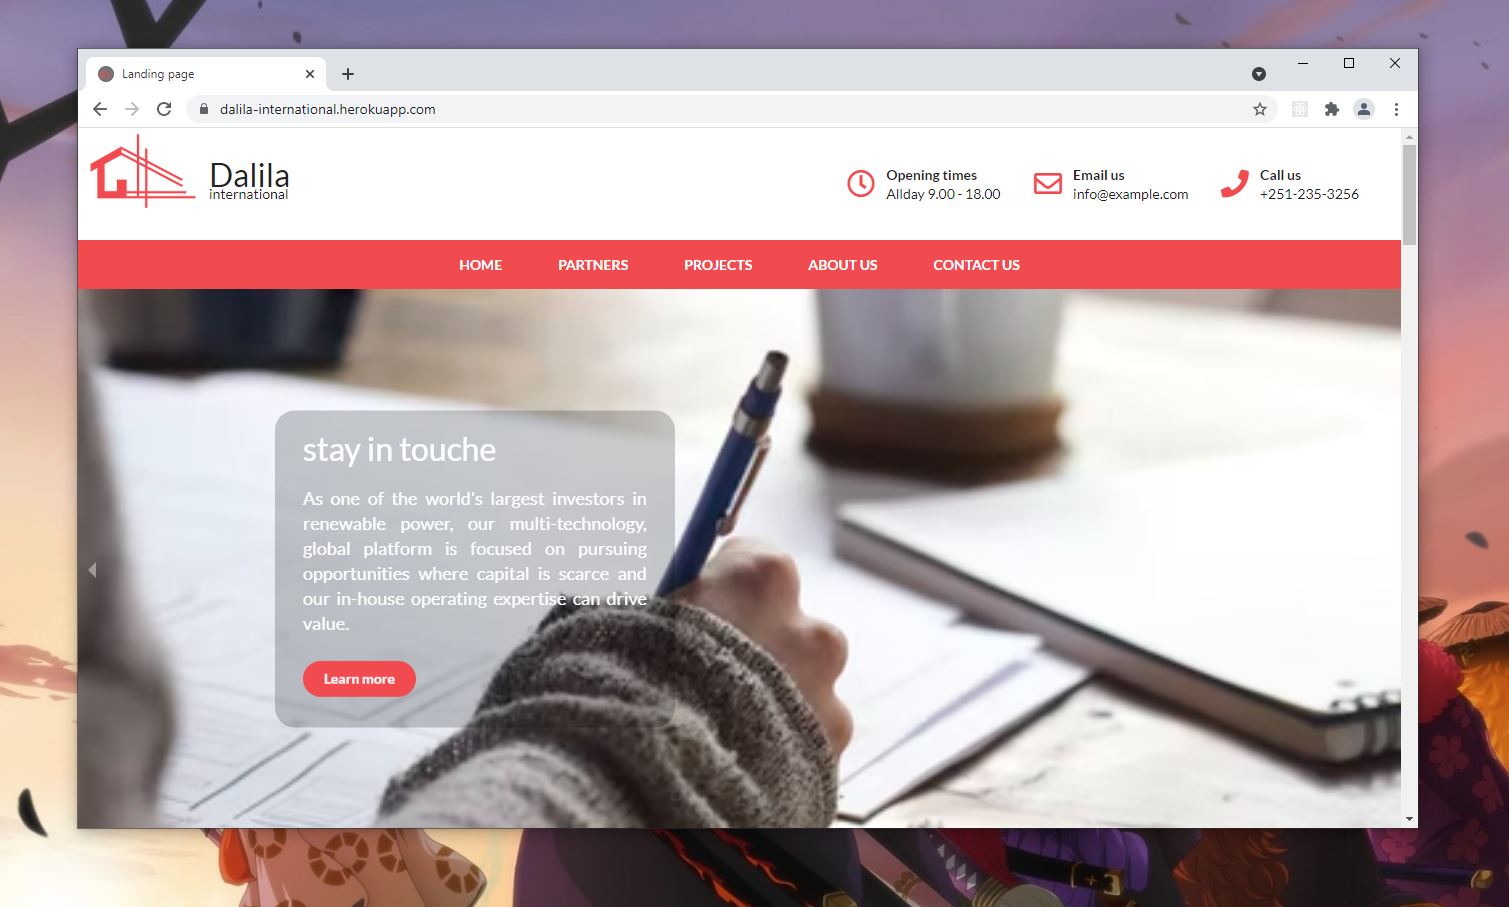 Landing page
dalila-international.herokuapp.com
Dalila
international
Opening times
Allday 9.00 - 18.00
Email us
info@example.com
Call us
+251-235-3256
HOME PARTNERS PROJECTS ABOUT US CONTACT US
stay in touche
As one of the world's largest investors in
renewable power, our multi-technology,
global platform is focused on pursuing
opportunities where capital is scarce and
our in-house operating expertise can drive
value.
Learn more